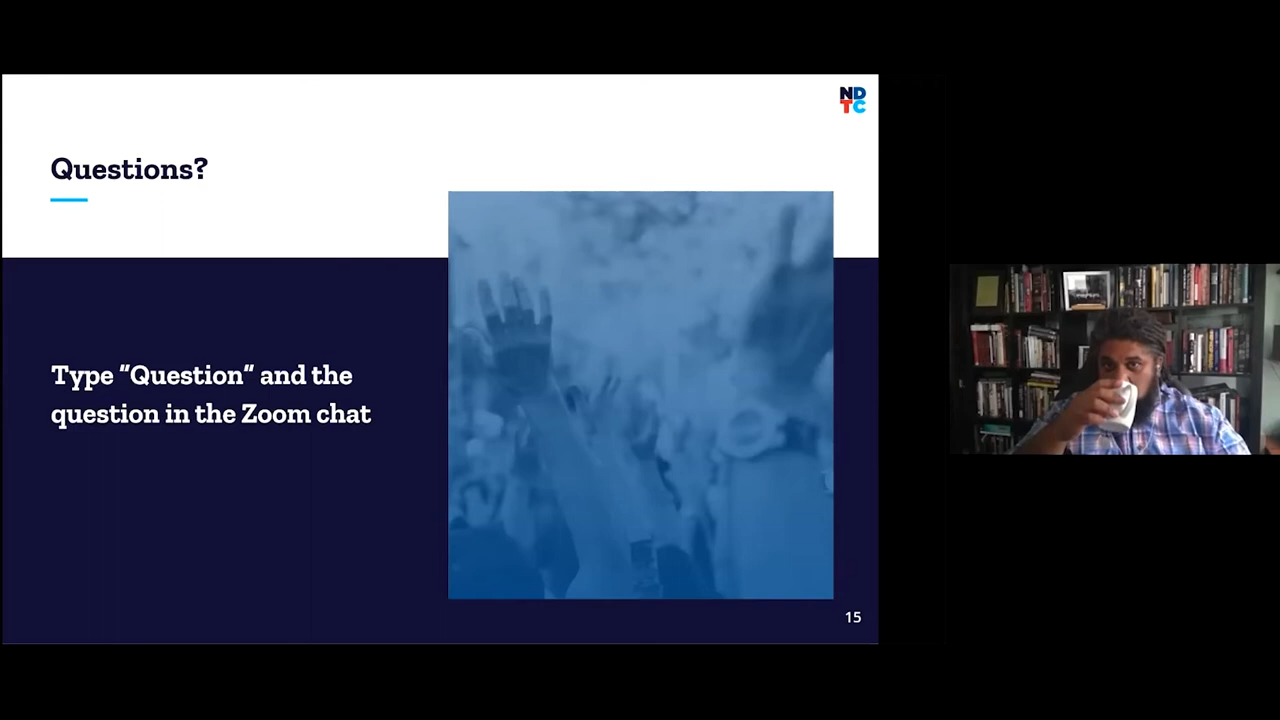 ND
TC
Questions?
Type “Question“ and the
question in the Zoom chat
15